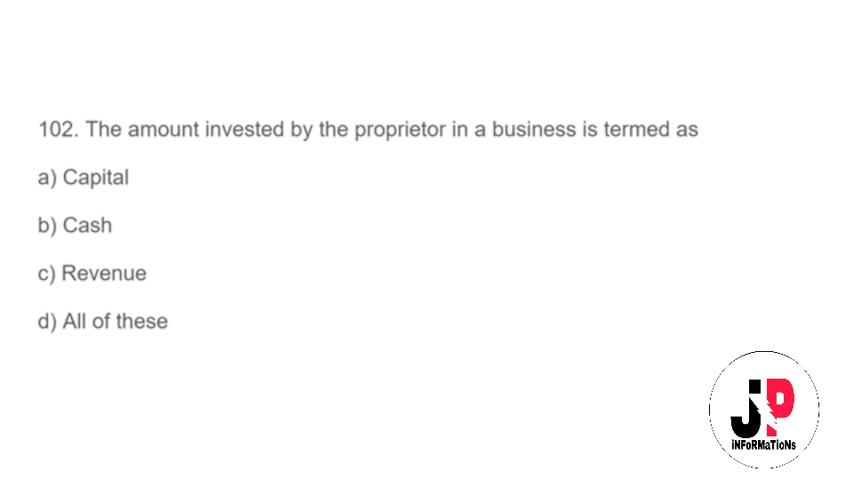 102. The amount invested by the proprietor in a business is termed as
a) Capital
b) Cash
c) Revenue
d) All of these
JP
iNFoRMaTioNs